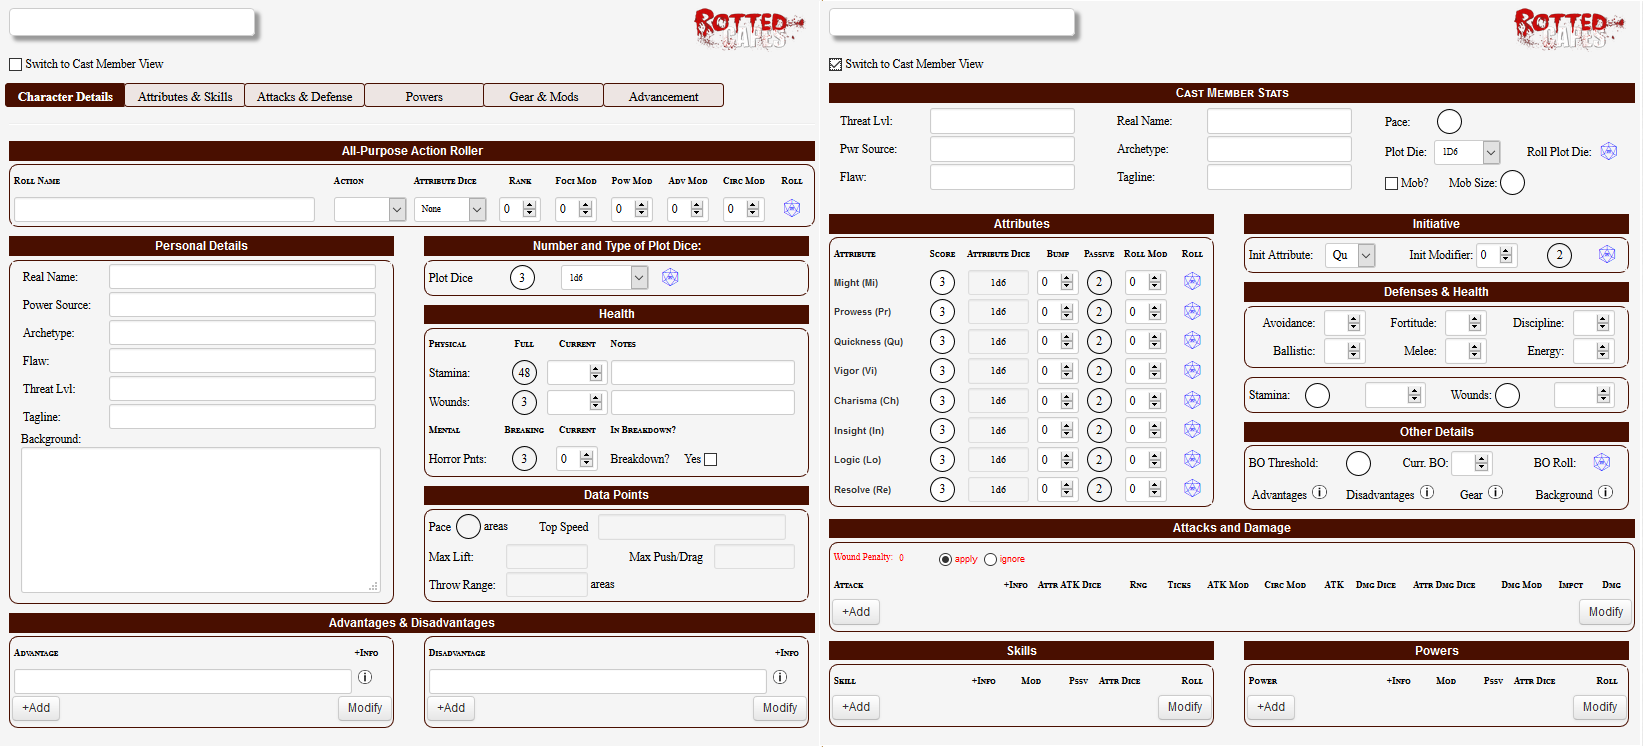 ROTTED CAPES
Switch to Cast Member View
Character Details Attributes & Skills Attacks & Defense Powers Gear & Mods Advancement
All-Purpose Action Roller
Roll Name Action Attribute Dice Rank Foci Mod Pow Mod Adv Mod Circ Mod Roll
None 0 0 0 0 0
Personal Details
Real Name:
Power Source:
Archetype:
Flaw:
Threat Lvl:
Tagline:
Background:
Number and Type of Plot Dice:
Plot Dice 3 1d6
Health
Physical Full Current Notes
Stamina: 48
Wounds: 3
Mental Breaking Current In Breakdown?
Horror Pnts: 3 0 Breakdown? Yes
Data Points
Pace areas Top Speed
Max Lift: Max Push/Drag
Throw Range: areas
Advantages & Disadvantages
Advantage +Info
+Add Modify
Disadvantage +Info
+Add Modify
ROTTED CAPES
Switch to Cast Member View
Cast Member Stats
Threat Lvl: Real Name: Pace:
Pwr Source: Archetype: Plot Die: 1D6 Roll Plot Die:
Flaw: Tagline: Mob? Mob Size:
Attributes
Attribute Score Attribute Dice Bump Passive Roll Mod Roll
Might (Mi) 3 1d6 0 2 0
Prowess (Pr) 3 1d6 0 2 0
Quickness (Qu) 3 1d6 0 2 0
Vigor (Vi) 3 1d6 0 2 0
Charisma (Ch) 3 1d6 0 2 0
Insight (In) 3 1d6 0 2 0
Logic (Lo) 3 1d6 0 2 0
Resolve (Re) 3 1d6 0 2 0
Initiative
Init Attribute: Qu Init Modifier: 0 2
Defenses & Health
Avoidance: Fortitude: Discipline:
Ballistic: Melee: Energy:
Stamina: Wounds:
Other Details
BO Threshold: Curr. BO: BO Roll:
Advantages Disadvantages Gear Background
Attacks and Damage
Wound Penalty: 0 apply ignore
Attack +Info Attr ATK Dice Rng Ticks ATK Mod Circ Mod ATK Dmg Dice Attr Dmg Dice Dmg Mod Impct Dmg
+Add Modify
Skills
Skill +Info Mod Pssv Attr Dice Roll
+Add Modify
Powers
Power +Info Mod Pssv Attr Dice Roll
+Add Modify